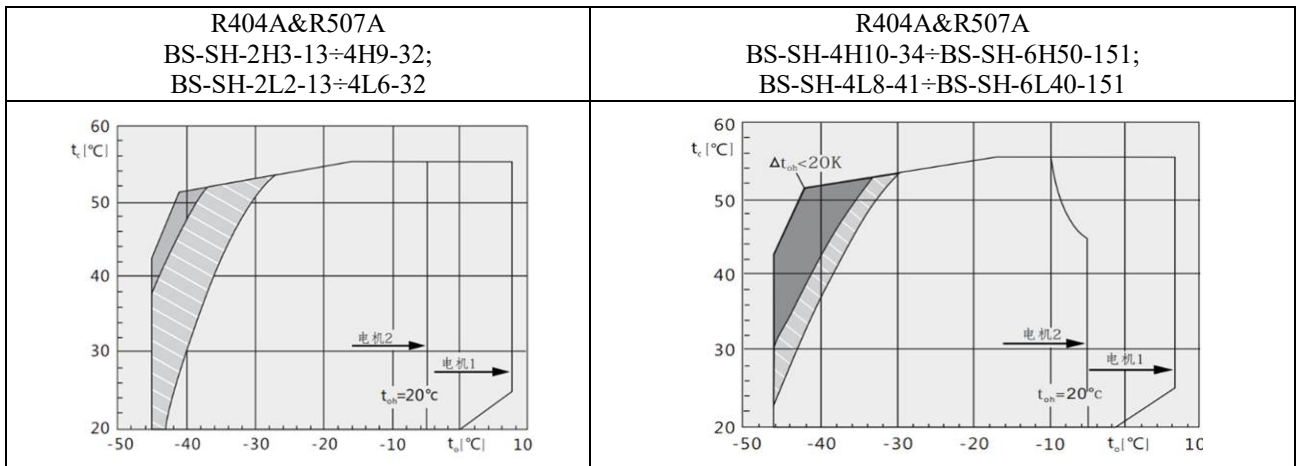 R404A&R507A
BS-SH-2H3-13÷4H9-32;
BS-SH-2L2-13÷4L6-32
R404A&R507A
BS-SH-4H10-34÷BS-SH-6H50-151;
BS-SH-4L8-41÷BS-SH-6L40-151
60
tc[℃]
50
40
电机2
30
电机1
toh=20℃
20
-50 -40 -30 -20 -10 to[℃] 10
60
tc[℃]
Δtoh<20K
50
40
电机2
30
电机1
toh=20℃
20
-50 -40 -30 -20 -10 to[℃] 10